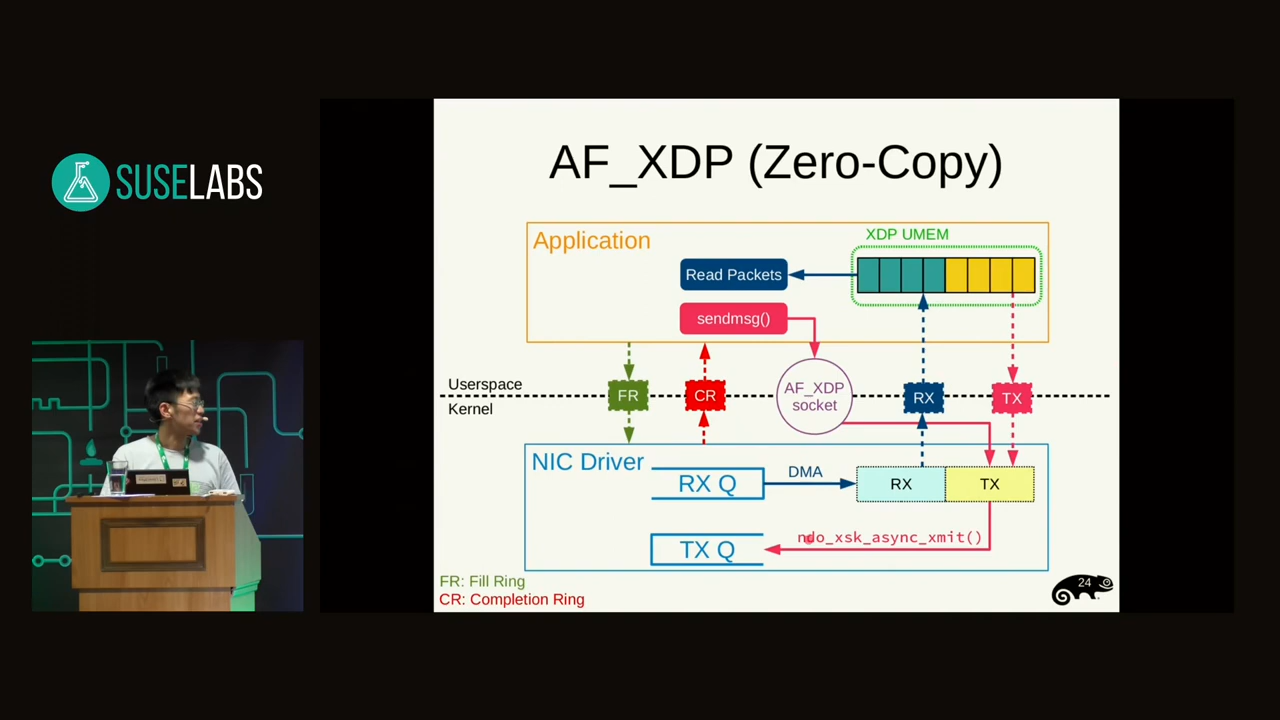 SUSELABS
AF_XDP (Zero-Copy)
Application
XDP UMEM
Read Packets
sendmsg()
Userspace
Kernel
FR
CR
AF_XDP
socket
RX
TX
NIC Driver
RX Q
DMA
RX
TX
ndo_xsk_async_xmit()
TX Q
FR: Fill Ring
CR: Completion Ring
24